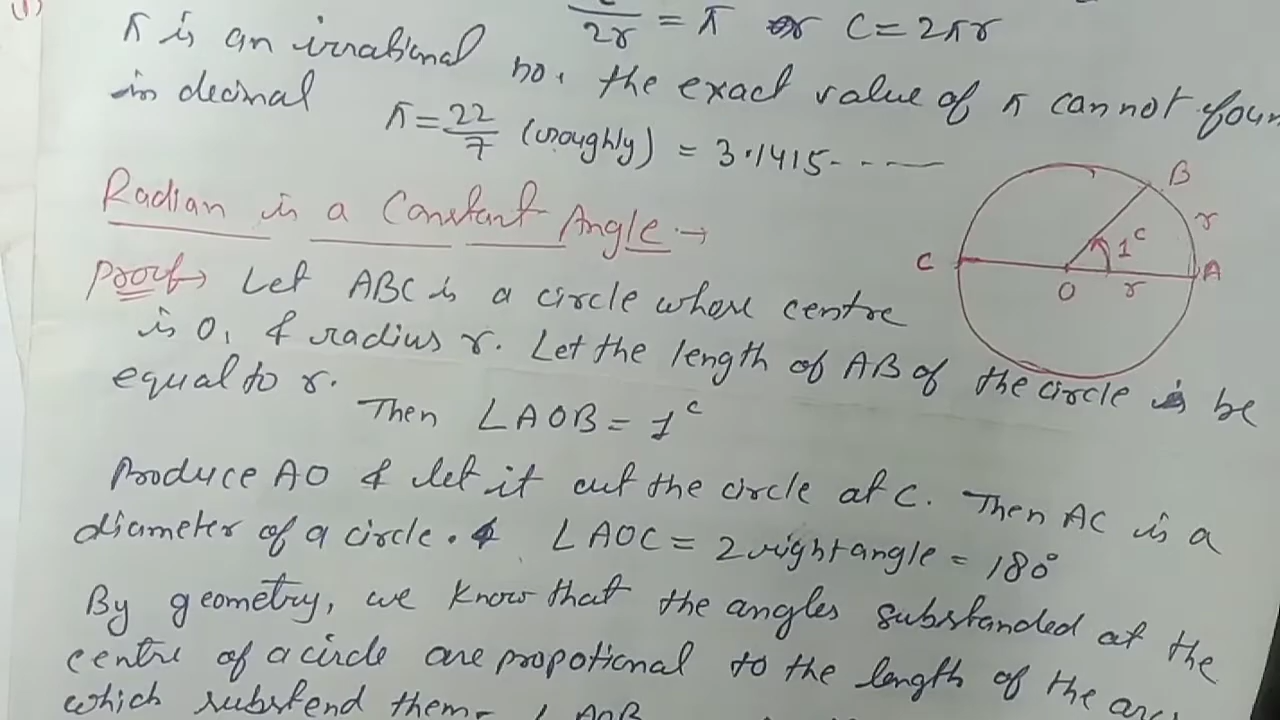 (1)
2r = π or C = 2πr
π is an irrational no. the exact value of π cannot foun
in decimal π = 22/7 (roughly) = 3.1415-----
Radian is a Constant Angle :→
Proof → Let ABC is a circle whose centre
is O, & radius r. Let the length of AB of the circle be
equal to r.
Then ∠AOB = 1ᶜ
Produce AO & let it cut the circle at C. Then AC is a
diameter of a circle. & ∠AOC = 2 right angle = 180°
By geometry, we know that the angles substanded at the
centre of a circle are propotional to the length of the arc
which substend them. ∠AOB
B
r
1ᶜ
C
A
O
r